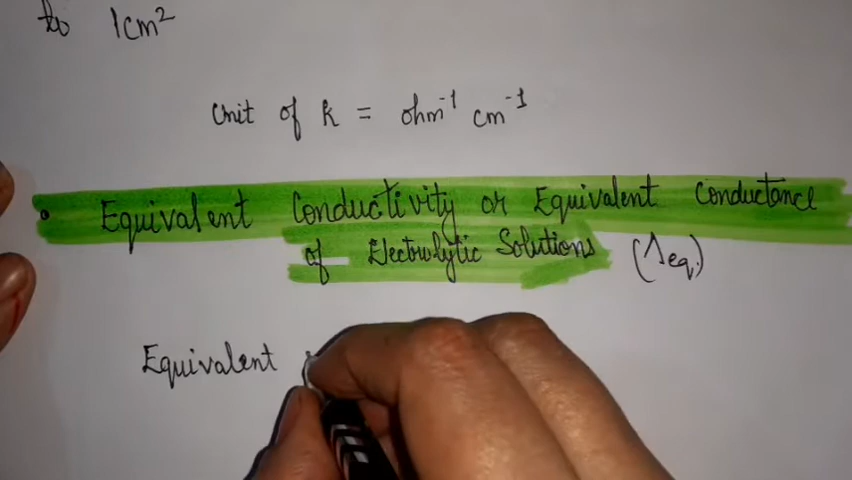 to 1cm²
Unit of k = ohm⁻¹ cm⁻¹
• Equivalent Conductivity or Equivalent Conductance
of Electrolytic Solutions (Λeq.)
Equivalent